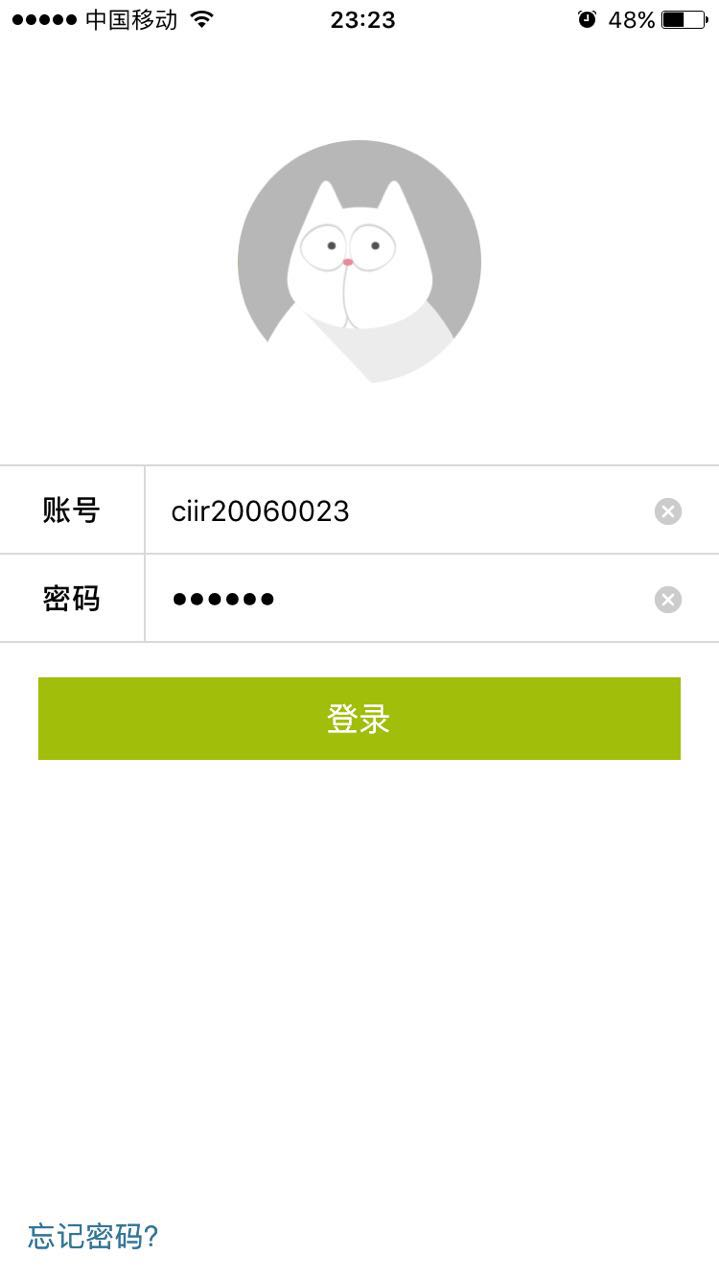 中国移动 23:23 48%
账号 ciir20060023
密码 ••••••
登录
忘记密码?